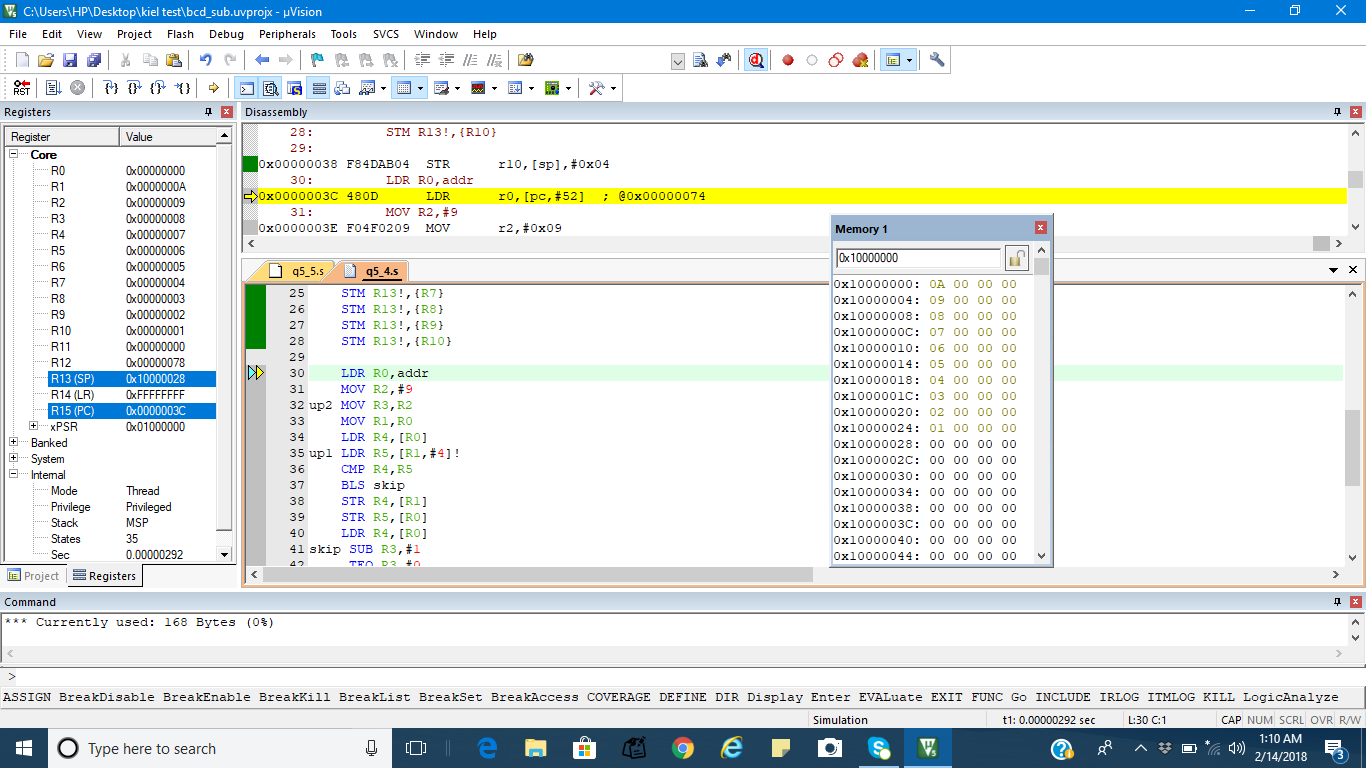 C:\Users\HP\Desktop\kiel test\bcd_sub.uvprojx - µVision
File Edit View Project Flash Debug Peripherals Tools SVCS Window Help
Registers
Register Value
Core
R0 0x00000000
R1 0x0000000A
R2 0x00000009
R3 0x00000008
R4 0x00000007
R5 0x00000006
R6 0x00000005
R7 0x00000004
R8 0x00000003
R9 0x00000002
R10 0x00000001
R11 0x00000000
R12 0x00000078
R13 (SP) 0x10000028
R14 (LR) 0xFFFFFFFF
R15 (PC) 0x0000003C
xPSR 0x01000000
Banked
System
Internal
Mode Thread
Privilege Privileged
Stack MSP
States 35
Sec 0.00000292
Project Registers
Disassembly
28: STM R13!,{R10}
29:
0x00000038 F84DAB04 STR r10,[sp],#0x04
30: LDR R0,addr
0x0000003C 480D LDR r0,[pc,#52] ; @0x00000074
31: MOV R2,#9
0x0000003E F04F0209 MOV r2,#0x09
q5_5.s q5_4.s
25 STM R13!,{R7}
26 STM R13!,{R8}
27 STM R13!,{R9}
28 STM R13!,{R10}
29
30 LDR R0,addr
31 MOV R2,#9
32 up2 MOV R3,R2
33 MOV R1,R0
34 LDR R4,[R0]
35 up1 LDR R5,[R1,#4]!
36 CMP R4,R5
37 BLS skip
38 STR R4,[R1]
39 STR R5,[R0]
40 LDR R4,[R0]
41 skip SUB R3,#1
42 TEQ R3,#0
Memory 1
0x10000000
0x10000000: 0A 00 00 00
0x10000004: 09 00 00 00
0x10000008: 08 00 00 00
0x1000000C: 07 00 00 00
0x10000010: 06 00 00 00
0x10000014: 05 00 00 00
0x10000018: 04 00 00 00
0x1000001C: 03 00 00 00
0x10000020: 02 00 00 00
0x10000024: 01 00 00 00
0x10000028: 00 00 00 00
0x1000002C: 00 00 00 00
0x10000030: 00 00 00 00
0x10000034: 00 00 00 00
0x10000038: 00 00 00 00
0x1000003C: 00 00 00 00
0x10000040: 00 00 00 00
0x10000044: 00 00 00 00
Command
*** Currently used: 168 Bytes (0%)
>
ASSIGN BreakDisable BreakEnable BreakKill BreakList BreakSet BreakAccess COVERAGE DEFINE DIR Display Enter EVALuate EXIT FUNC Go INCLUDE IRLOG ITMLOG KILL LogicAnalyze
Simulation t1: 0.00000292 sec L:30 C:1 CAP NUM SCRL OVR R/W
Type here to search
1:10 AM
2/14/2018
3